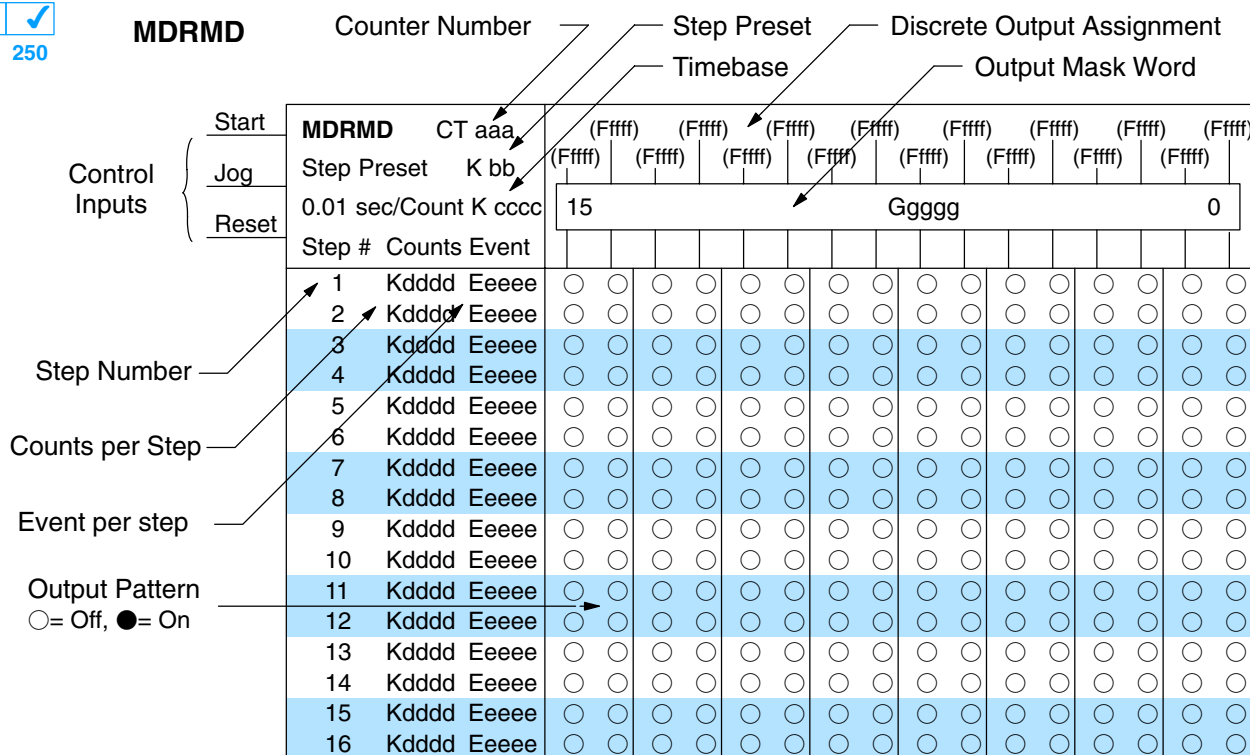 ✓
250
MDRMD
Counter Number
Step Preset
Discrete Output Assignment
Timebase
Output Mask Word
Control
Inputs
Start
Jog
Reset
MDRMD CT aaa
Step Preset K bb
0.01 sec/Count K cccc
Step # Counts Event
(Fffff) (Fffff) (Fffff) (Fffff) (Fffff) (Fffff) (Fffff) (Fffff)
(Fffff) (Fffff) (Fffff) (Fffff) (Fffff) (Fffff) (Fffff) (Fffff)
15 Ggggg 0
1 Kdddd Eeeee
2 Kdddd Eeeee
3 Kdddd Eeeee
4 Kdddd Eeeee
5 Kdddd Eeeee
6 Kdddd Eeeee
7 Kdddd Eeeee
8 Kdddd Eeeee
9 Kdddd Eeeee
10 Kdddd Eeeee
11 Kdddd Eeeee
12 Kdddd Eeeee
13 Kdddd Eeeee
14 Kdddd Eeeee
15 Kdddd Eeeee
16 Kdddd Eeeee
Step Number
Counts per Step
Event per step
Output Pattern
○= Off, ●= On